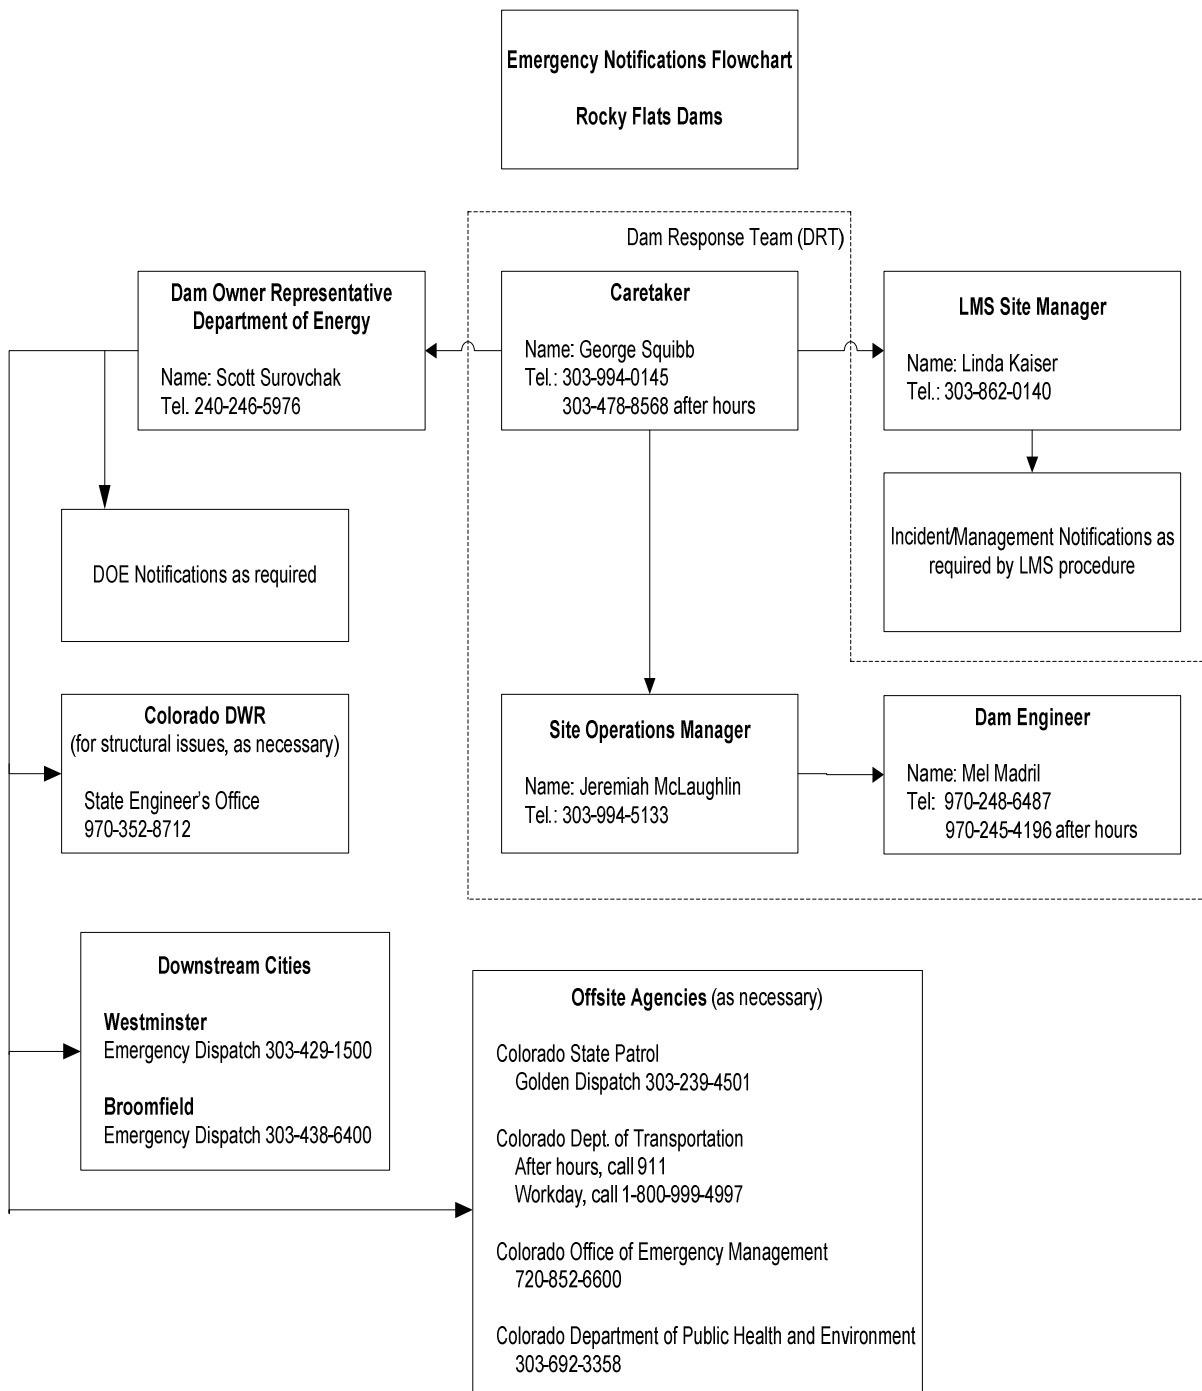 Emergency Notifications Flowchart
Rocky Flats Dams
Dam Response Team (DRT)
Dam Owner Representative
Department of Energy
Name: Scott Surovchak
Tel. 240-246-5976
Caretaker
Name: George Squibb
Tel.: 303-994-0145
303-478-8568 after hours
LMS Site Manager
Name: Linda Kaiser
Tel.: 303-862-0140
DOE Notifications as required
Incident/Management Notifications as
required by LMS procedure
Colorado DWR
(for structural issues, as necessary)
State Engineer's Office
970-352-8712
Site Operations Manager
Name: Jeremiah McLaughlin
Tel.: 303-994-5133
Dam Engineer
Name: Mel Madril
Tel: 970-248-6487
970-245-4196 after hours
Downstream Cities
Westminster
Emergency Dispatch 303-429-1500
Broomfield
Emergency Dispatch 303-438-6400
Offsite Agencies (as necessary)
Colorado State Patrol
Golden Dispatch 303-239-4501
Colorado Dept. of Transportation
After hours, call 911
Workday, call 1-800-999-4997
Colorado Office of Emergency Management
720-852-6600
Colorado Department of Public Health and Environment
303-692-3358